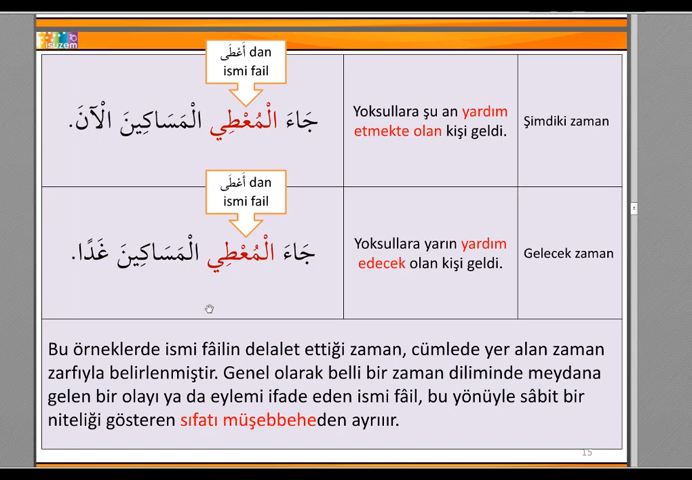 isuzem
أَعْطَى dan
ismi fail
جَاءَ الْمُعْطِي الْمَسَاكِينَ الْآنَ.
Yoksullara şu an yardım
etmekte olan kişi geldi.
Şimdiki zaman
أَعْطَى dan
ismi fail
جَاءَ الْمُعْطِي الْمَسَاكِينَ غَدًا.
Yoksullara yarın yardım
edecek olan kişi geldi.
Gelecek zaman
Bu örneklerde ismi fâilin delalet ettiği zaman, cümlede yer alan zaman
zarfıyla belirlenmiştir. Genel olarak belli bir zaman diliminde meydana
gelen bir olayı ya da eylemi ifade eden ismi fâil, bu yönüyle sâbit bir
niteliği gösteren sıfatı müşebbeheden ayrıııır.
15